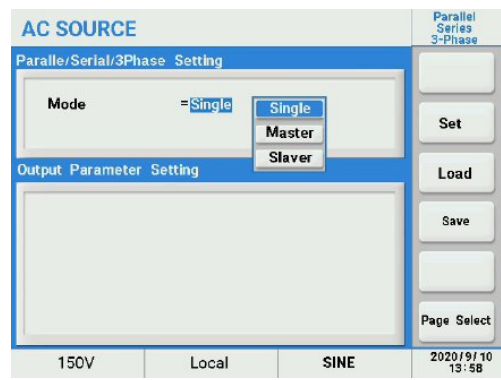 AC SOURCE
Parallel
Series
3-Phase
Paralle/Serial/3Phase Setting
Mode =Single
Single
Master
Slaver
Output Parameter Setting
Set
Load
Save
Page Select
150V Local SINE
2020/9/10
13:58